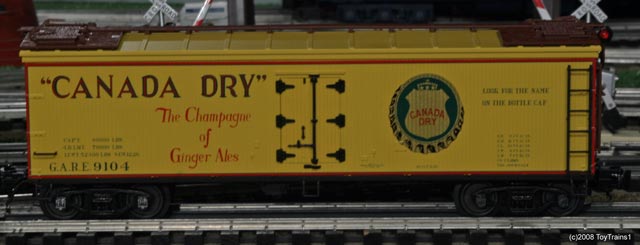 "CANADA DRY"
The Champagne
of
Ginger Ales
G.A.R.E. 9104
CANADA
DRY
LOOK FOR THE NAME
ON THE BOTTLE CAP
(c)2008 ToyTrains1